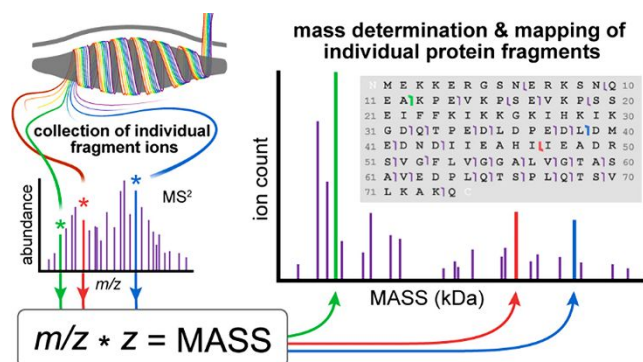 mass determination & mapping of
individual protein fragments
collection of individual
fragment ions
* * *
MS²
abundance
m/z
m/z * z = MASS
ion count
MASS (kDa)
N M E K K E R G S N E R K S N Q 10
11 E A K P E V K P S E V K P S S 20
21 E I F F K I K K G K I H K I K 30
31 G D Q T P E D L D P E D I D M 40
41 E D N D I I E A H I I E A D R 50
51 S V G F L V G G A L V G T A S 60
61 A P L E D L Q T S P L Q T S V 70
71 L K A K Q C